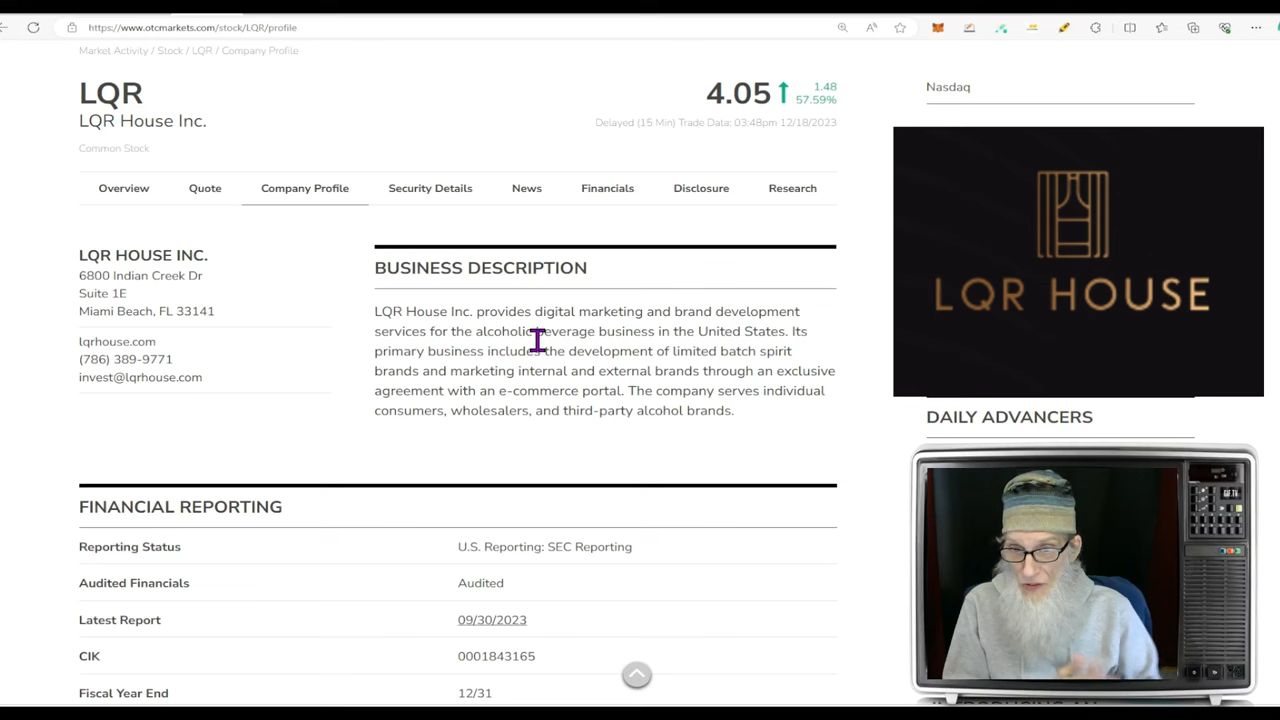 https://www.otcmarkets.com/stock/LQR/profile
Market Activity / Stock / LQR / Company Profile
LQR
LQR House Inc.
Common Stock
4.05
1.48
57.59%
Delayed (15 Min) Trade Data: 03:48pm 12/18/2023
Overview Quote Company Profile Security Details News Financials Disclosure Research
LQR HOUSE INC.
6800 Indian Creek Dr
Suite 1E
Miami Beach, FL 33141
lqrhouse.com
(786) 389-9771
invest@lqrhouse.com
BUSINESS DESCRIPTION
LQR House Inc. provides digital marketing and brand development
services for the alcoholic beverage business in the United States. Its
primary business includes the development of limited batch spirit
brands and marketing internal and external brands through an exclusive
agreement with an e-commerce portal. The company serves individual
consumers, wholesalers, and third-party alcohol brands.
FINANCIAL REPORTING
Reporting Status U.S. Reporting: SEC Reporting
Audited Financials Audited
Latest Report 09/30/2023
CIK 0001843165
Fiscal Year End 12/31
Nasdaq
LQR HOUSE
DAILY ADVANCERS
GIF.TV
INTRODUCING AN